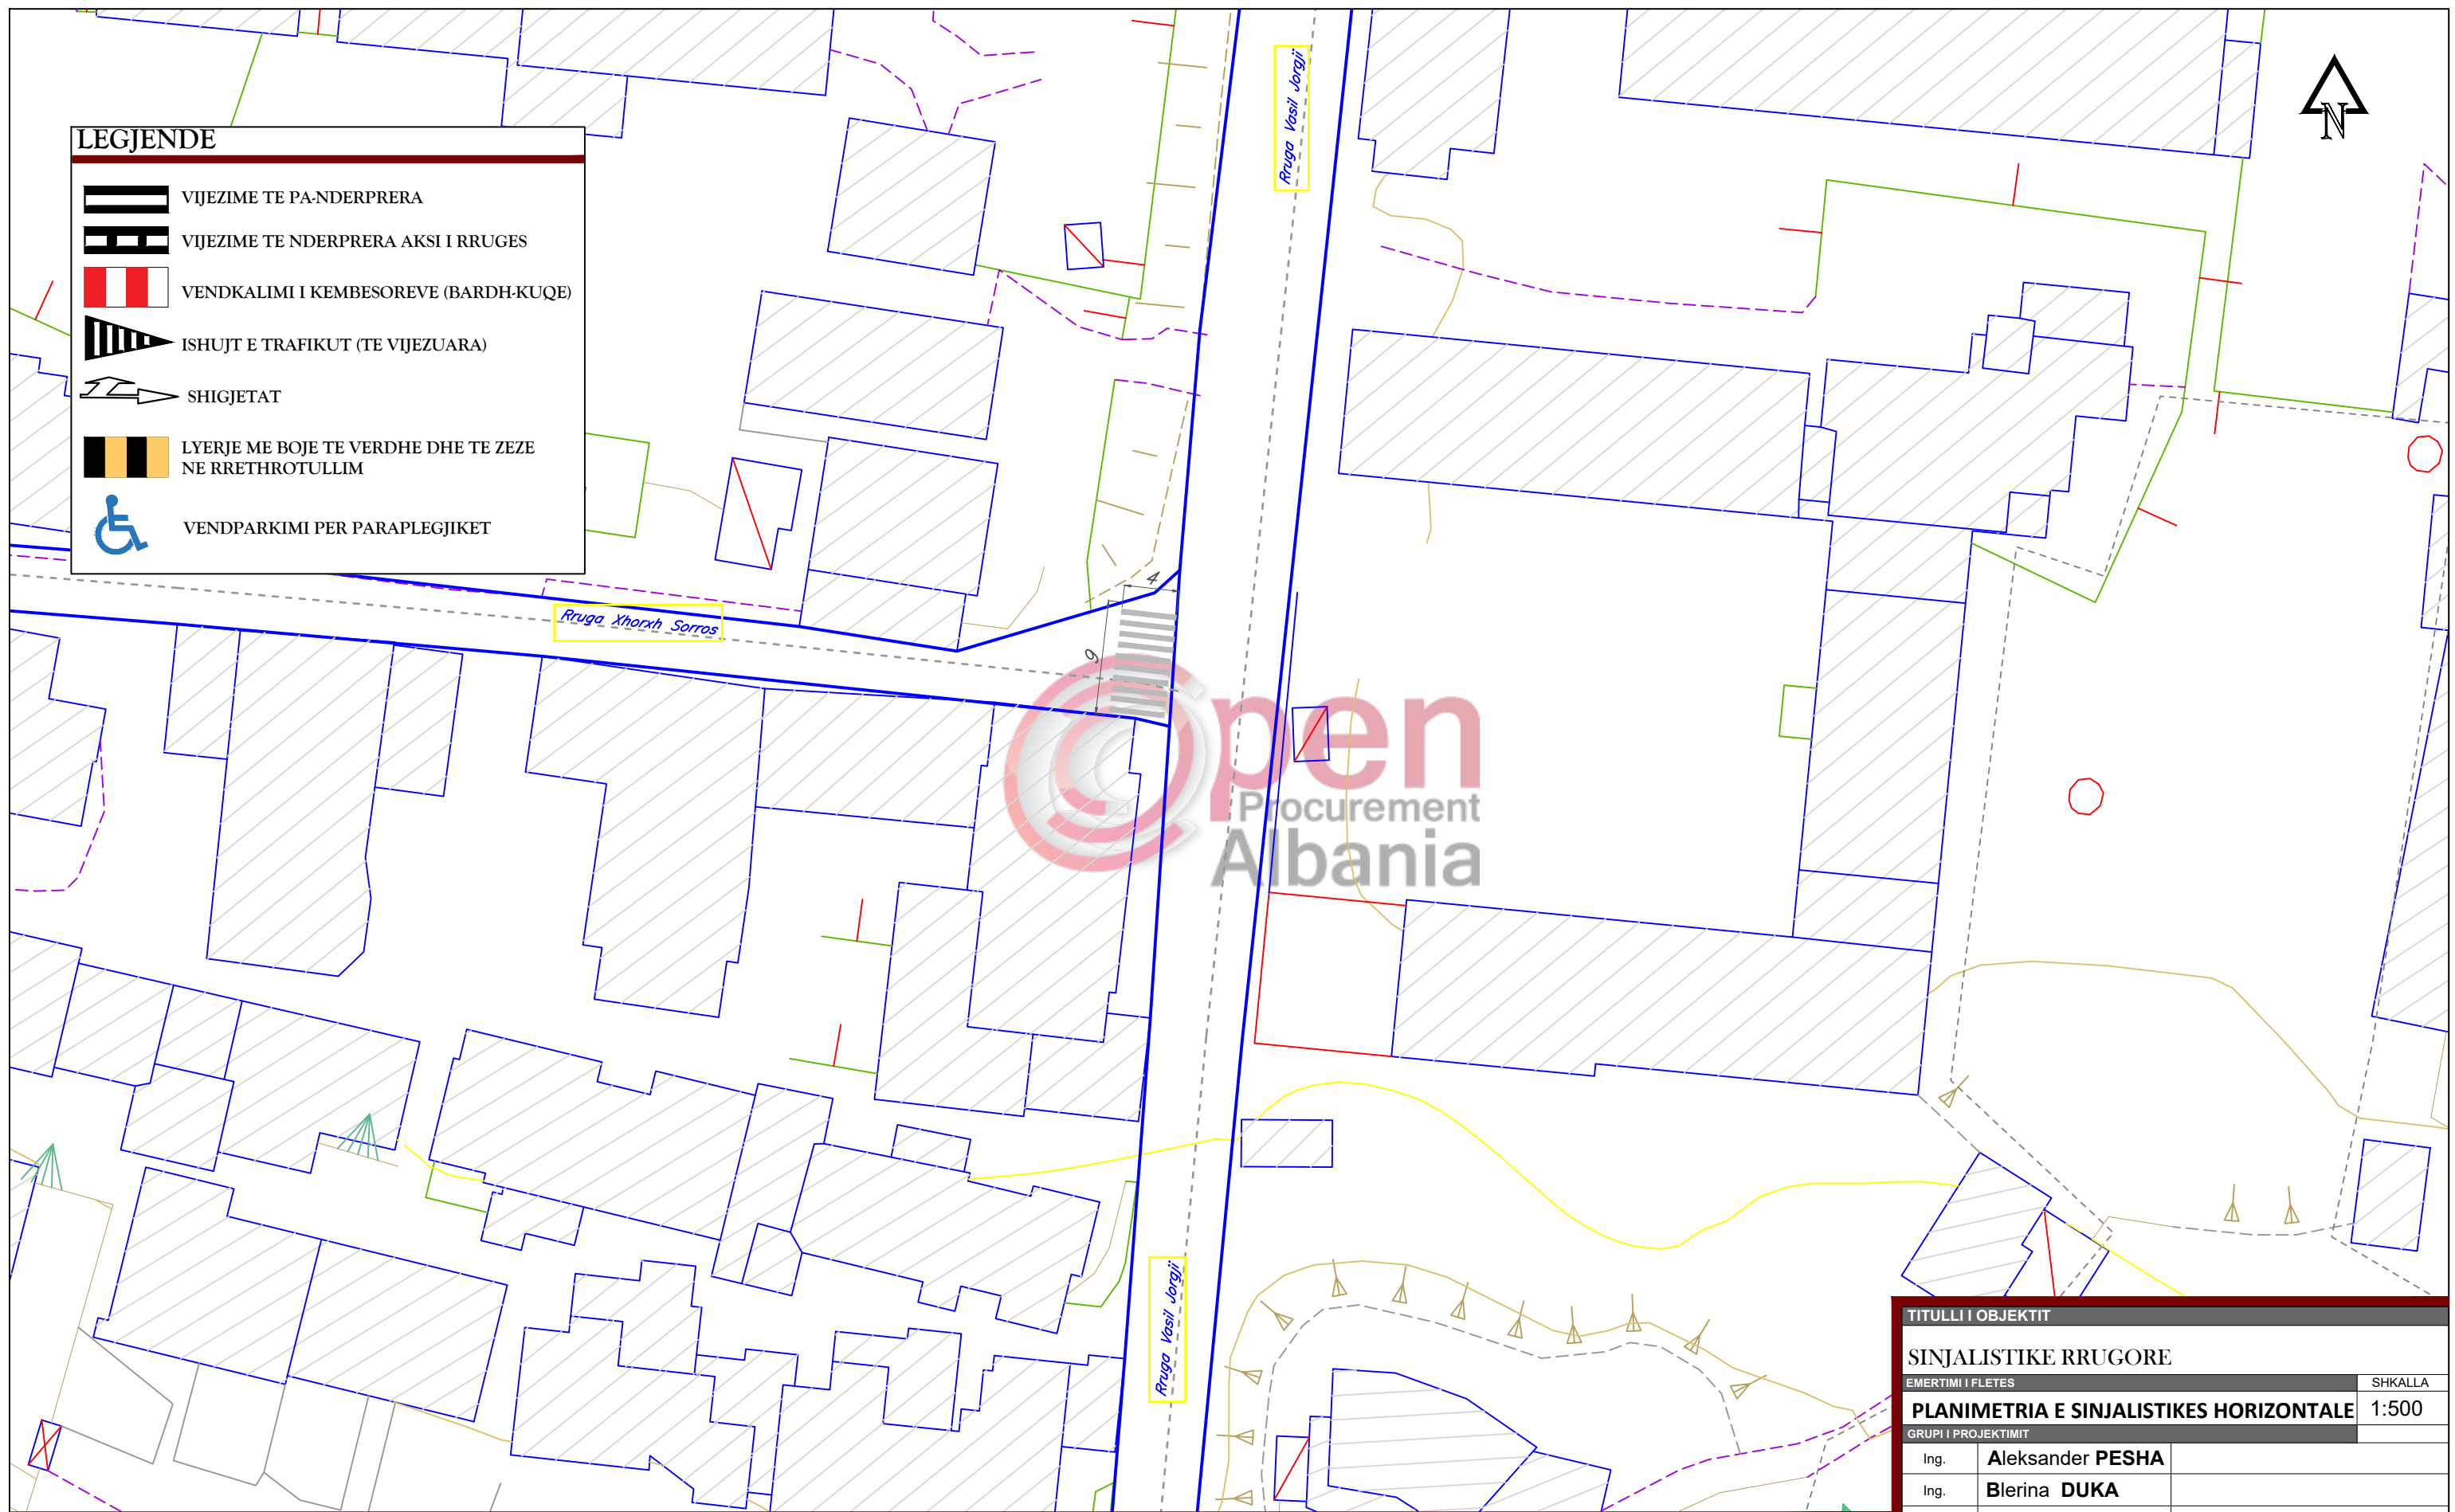 LEGJENDE
VIJEZIME TE PA-NDERPRERA
VIJEZIME TE NDERPRERA AKSI I RRUGES
VENDKALIMI I KEMBESOREVE (BARDH-KUQE)
ISHUJT E TRAFIKUT (TE VIJEZUARA)
SHIGJETAT
LYERJE ME BOJE TE VERDHE DHE TE ZEZE
NE RRETHROTULLIM
VENDPARKIMI PER PARAPLEGJIKET
Rruga Vasil Jorgji
N
Rruga Xhorxh Sorros
4
9
Open
Procurement
Albania
Rruga Vasil Jorgji
TITULLI I OBJEKTIT
SINJALISTIKE RRUGORE
EMERTIMI I FLETES SHKALLA
PLANIMETRIA E SINJALISTIKES HORIZONTALE 1:500
GRUPI I PROJEKTIMIT
Ing. Aleksander PESHA
Ing. Blerina DUKA